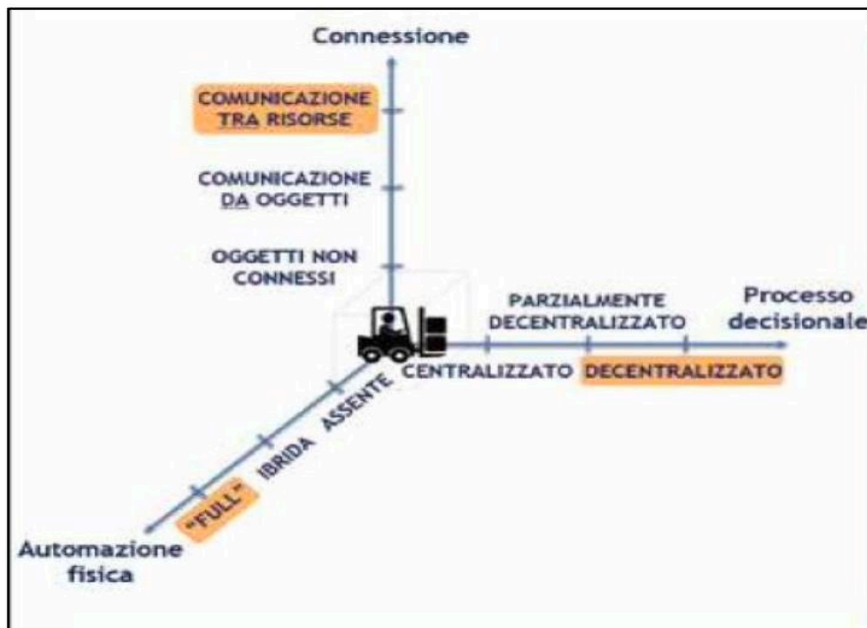 Connessione
COMUNICAZIONE
TRA RISORSE
COMUNICAZIONE
DA OGGETTI
OGGETTI NON
CONNESSI
PARZIALMENTE
DECENTRALIZZATO
Processo
decisionale
CENTRALIZZATO
DECENTRALIZZATO
ASSENTE
IBRIDA
"FULL"
Automazione
fisica